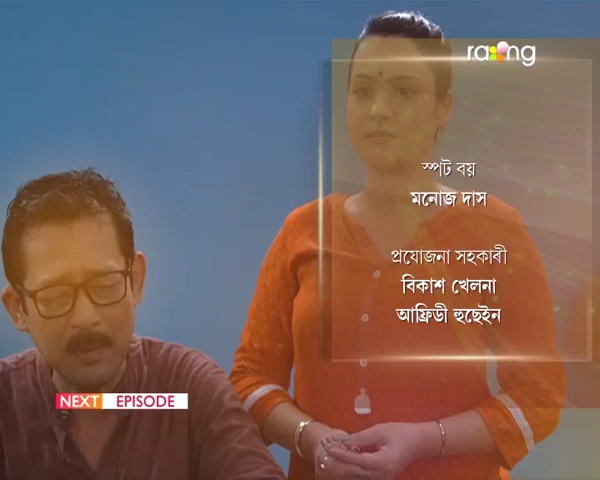 rang
স্পট বয়
মনোজ দাস
প্ৰযোজনা সহকাৰী
বিকাশ খেলনা
আফ্ৰিডী হুছেইন
NEXT EPISODE